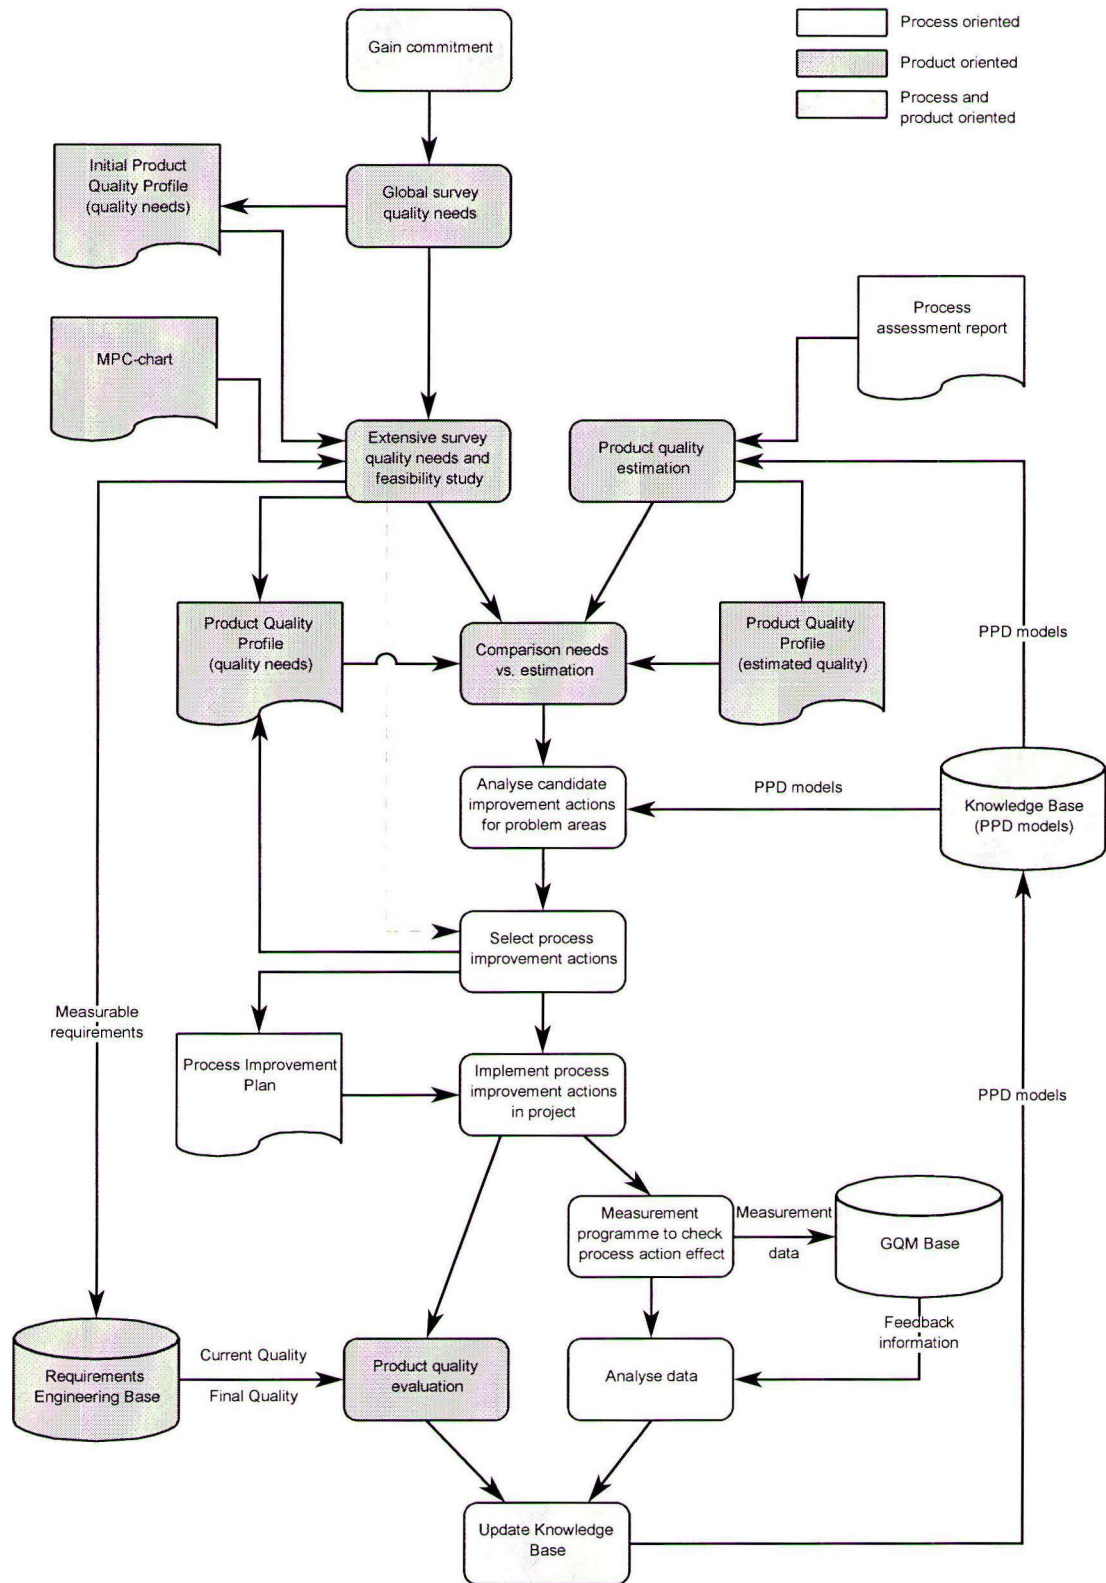 Process oriented
Product oriented
Process and
product oriented
Gain commitment
Initial Product
Quality Profile
(quality needs)
Global survey
quality needs
Process
assessment report
MPC-chart
Extensive survey
quality needs and
feasibility study
Product quality
estimation
Product Quality
Profile
(quality needs)
Comparison needs
vs. estimation
Product Quality
Profile
(estimated quality)
PPD models
Analyse candidate
improvement actions
for problem areas
PPD models
Knowledge Base
(PPD models)
Select process
improvement actions
Measurable
requirements
Process Improvement
Plan
Implement process
improvement actions
in project
PPD models
Measurement
programme to check
process action effect
Measurement
data
GQM Base
Feedback
information
Requirements
Engineering Base
Current Quality
Final Quality
Product quality
evaluation
Analyse data
Update Knowledge
Base